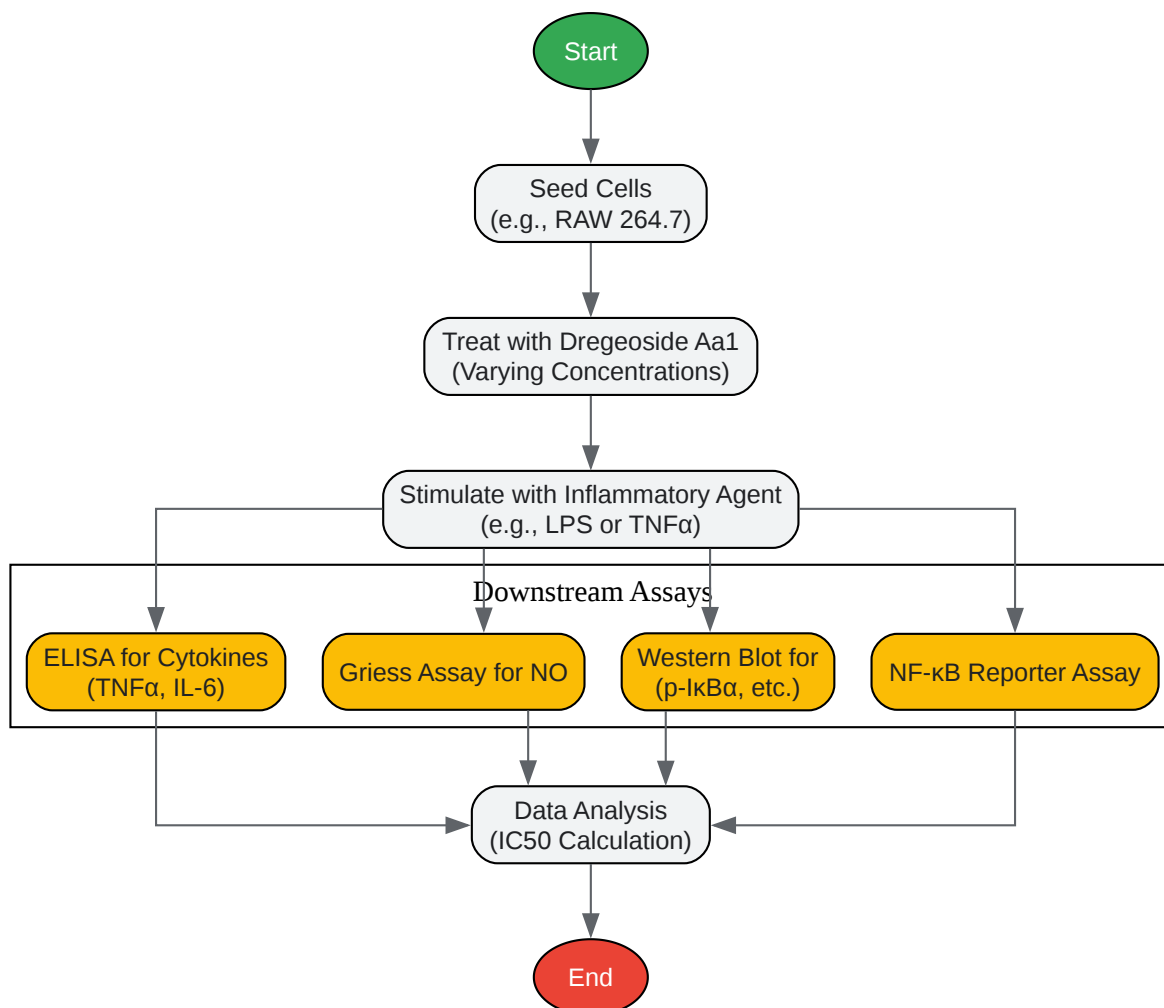 Start
Seed Cells
(e.g., RAW 264.7)
Treat with Dregeoside Aa1
(Varying Concentrations)
Stimulate with Inflammatory Agent
(e.g., LPS or TNFα)
Downstream Assays
ELISA for Cytokines
(TNFα, IL-6)
Griess Assay for NO
Western Blot for
(p-IκBα, etc.)
NF-κB Reporter Assay
Data Analysis
(IC50 Calculation)
End